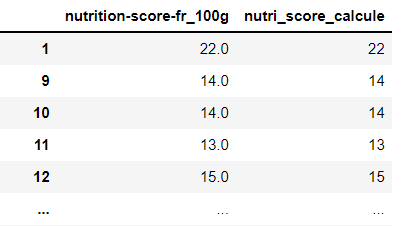 nutrition-score-fr_100g nutri_score_calcule
1 22.0 22
9 14.0 14
10 14.0 14
11 13.0 13
12 15.0 15
... ... ...